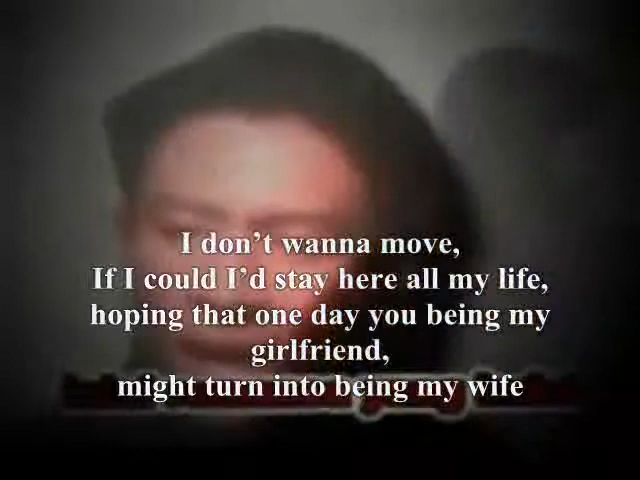 I don’t wanna move,
If I could I’d stay here all my life,
hoping that one day you being my
girlfriend,
might turn into being my wife